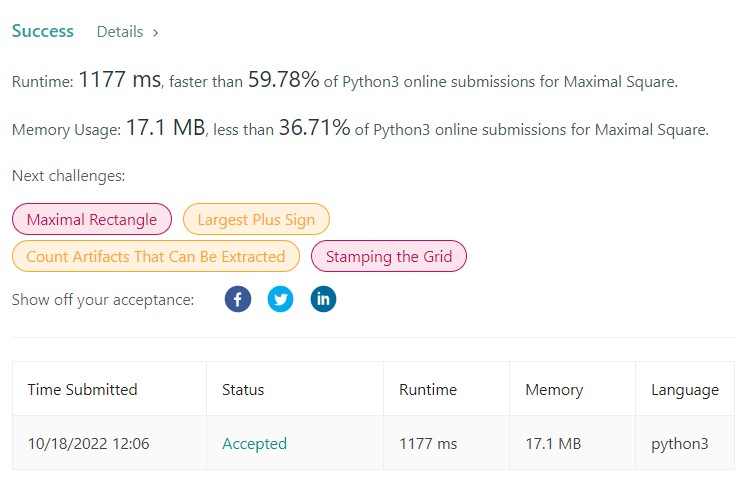 Success Details >
Runtime: 1177 ms, faster than 59.78% of Python3 online submissions for Maximal Square.
Memory Usage: 17.1 MB, less than 36.71% of Python3 online submissions for Maximal Square.
Next challenges:
Maximal Rectangle Largest Plus Sign
Count Artifacts That Can Be Extracted Stamping the Grid
Show off your acceptance: f in
Time Submitted Status Runtime Memory Language
10/18/2022 12:06 Accepted 1177 ms 17.1 MB python3